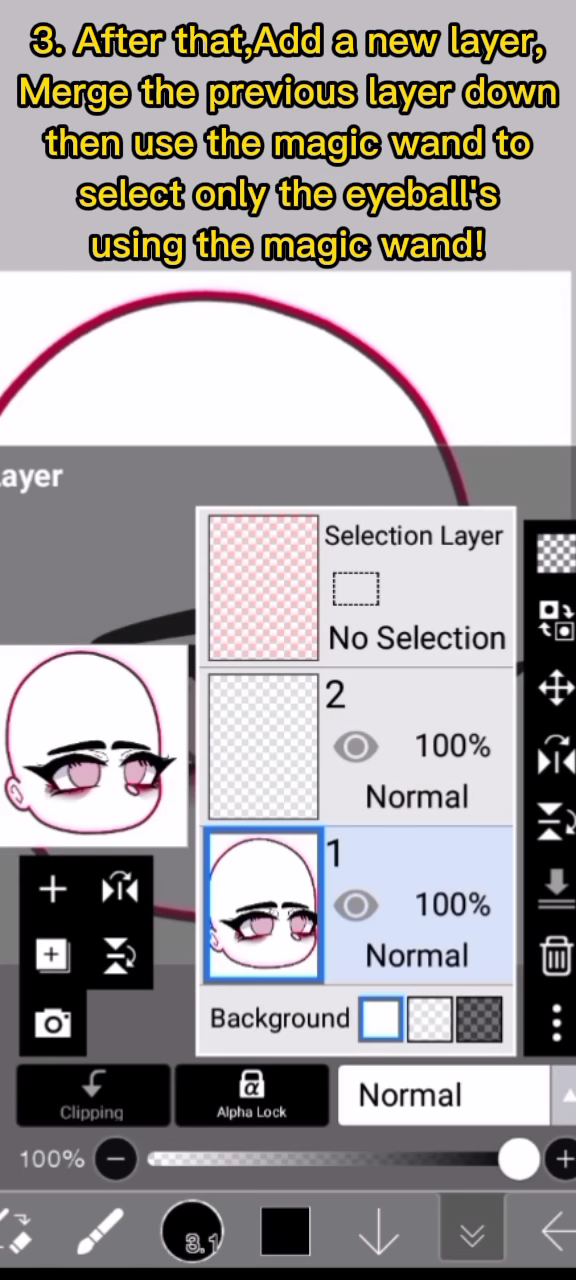 3. After that,Add a new layer,
Merge the previous layer down
then use the magic wand to
select only the eyeball's
using the magic wand!
ayer
Selection Layer
No Selection
2
100%
Normal
1
100%
Normal
Background
Clipping
α
Alpha Lock
Normal
100%
3.1